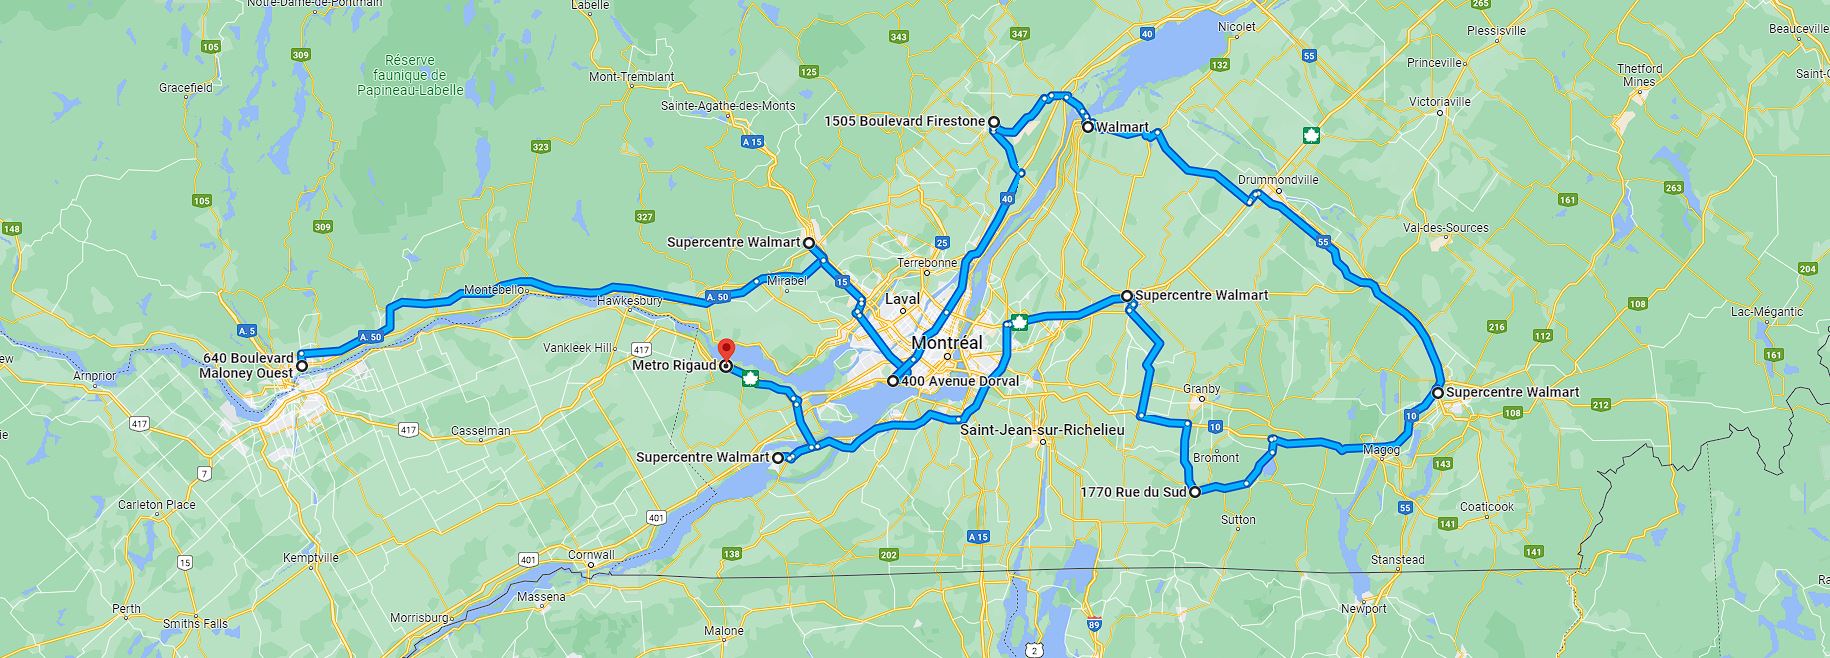 Notre-Dame-de-Pontmain
Labelle
265
Nicolet
Plessisville
Beauceville
105
309
343
347
40
55
132
Princeville
Thetford
Mines
Saint-G
Réserve
faunique de
Papineau-Labelle
Gracefield
Mont-Tremblant
125
Sainte-Agathe-des-Monts
Victoriaville
1505 Boulevard Firestone
Walmart
A 15
323
Drummondville
263
161
105
309
327
40
148
Val-des-Sources
Supercentre Walmart
25
55
Terrebonne
204
Mirabel
15
Montebello
A. 50
Hawkesbury
Laval
Supercentre Walmart
108
Lac-Mégantic
A. 5
A. 50
216
112
Vankleek Hill
417
Montréal
161
640 Boulevard
Maloney Ouest
Metro Rigaud
Arnprior
400 Avenue Dorval
Granby
Supercentre Walmart
212
108
10
417
417
Casselman
Saint-Jean-sur-Richelieu
10
Bromont
Magog
Supercentre Walmart
143
7
1770 Rue du Sud
Carleton Place
401
Sutton
55
Coaticook
141
A 15
Kemptville
15
401
Cornwall
138
202
141
Stanstead
Perth
Massena
Newport
Smiths Falls
Morrisburg
Malone
89
2